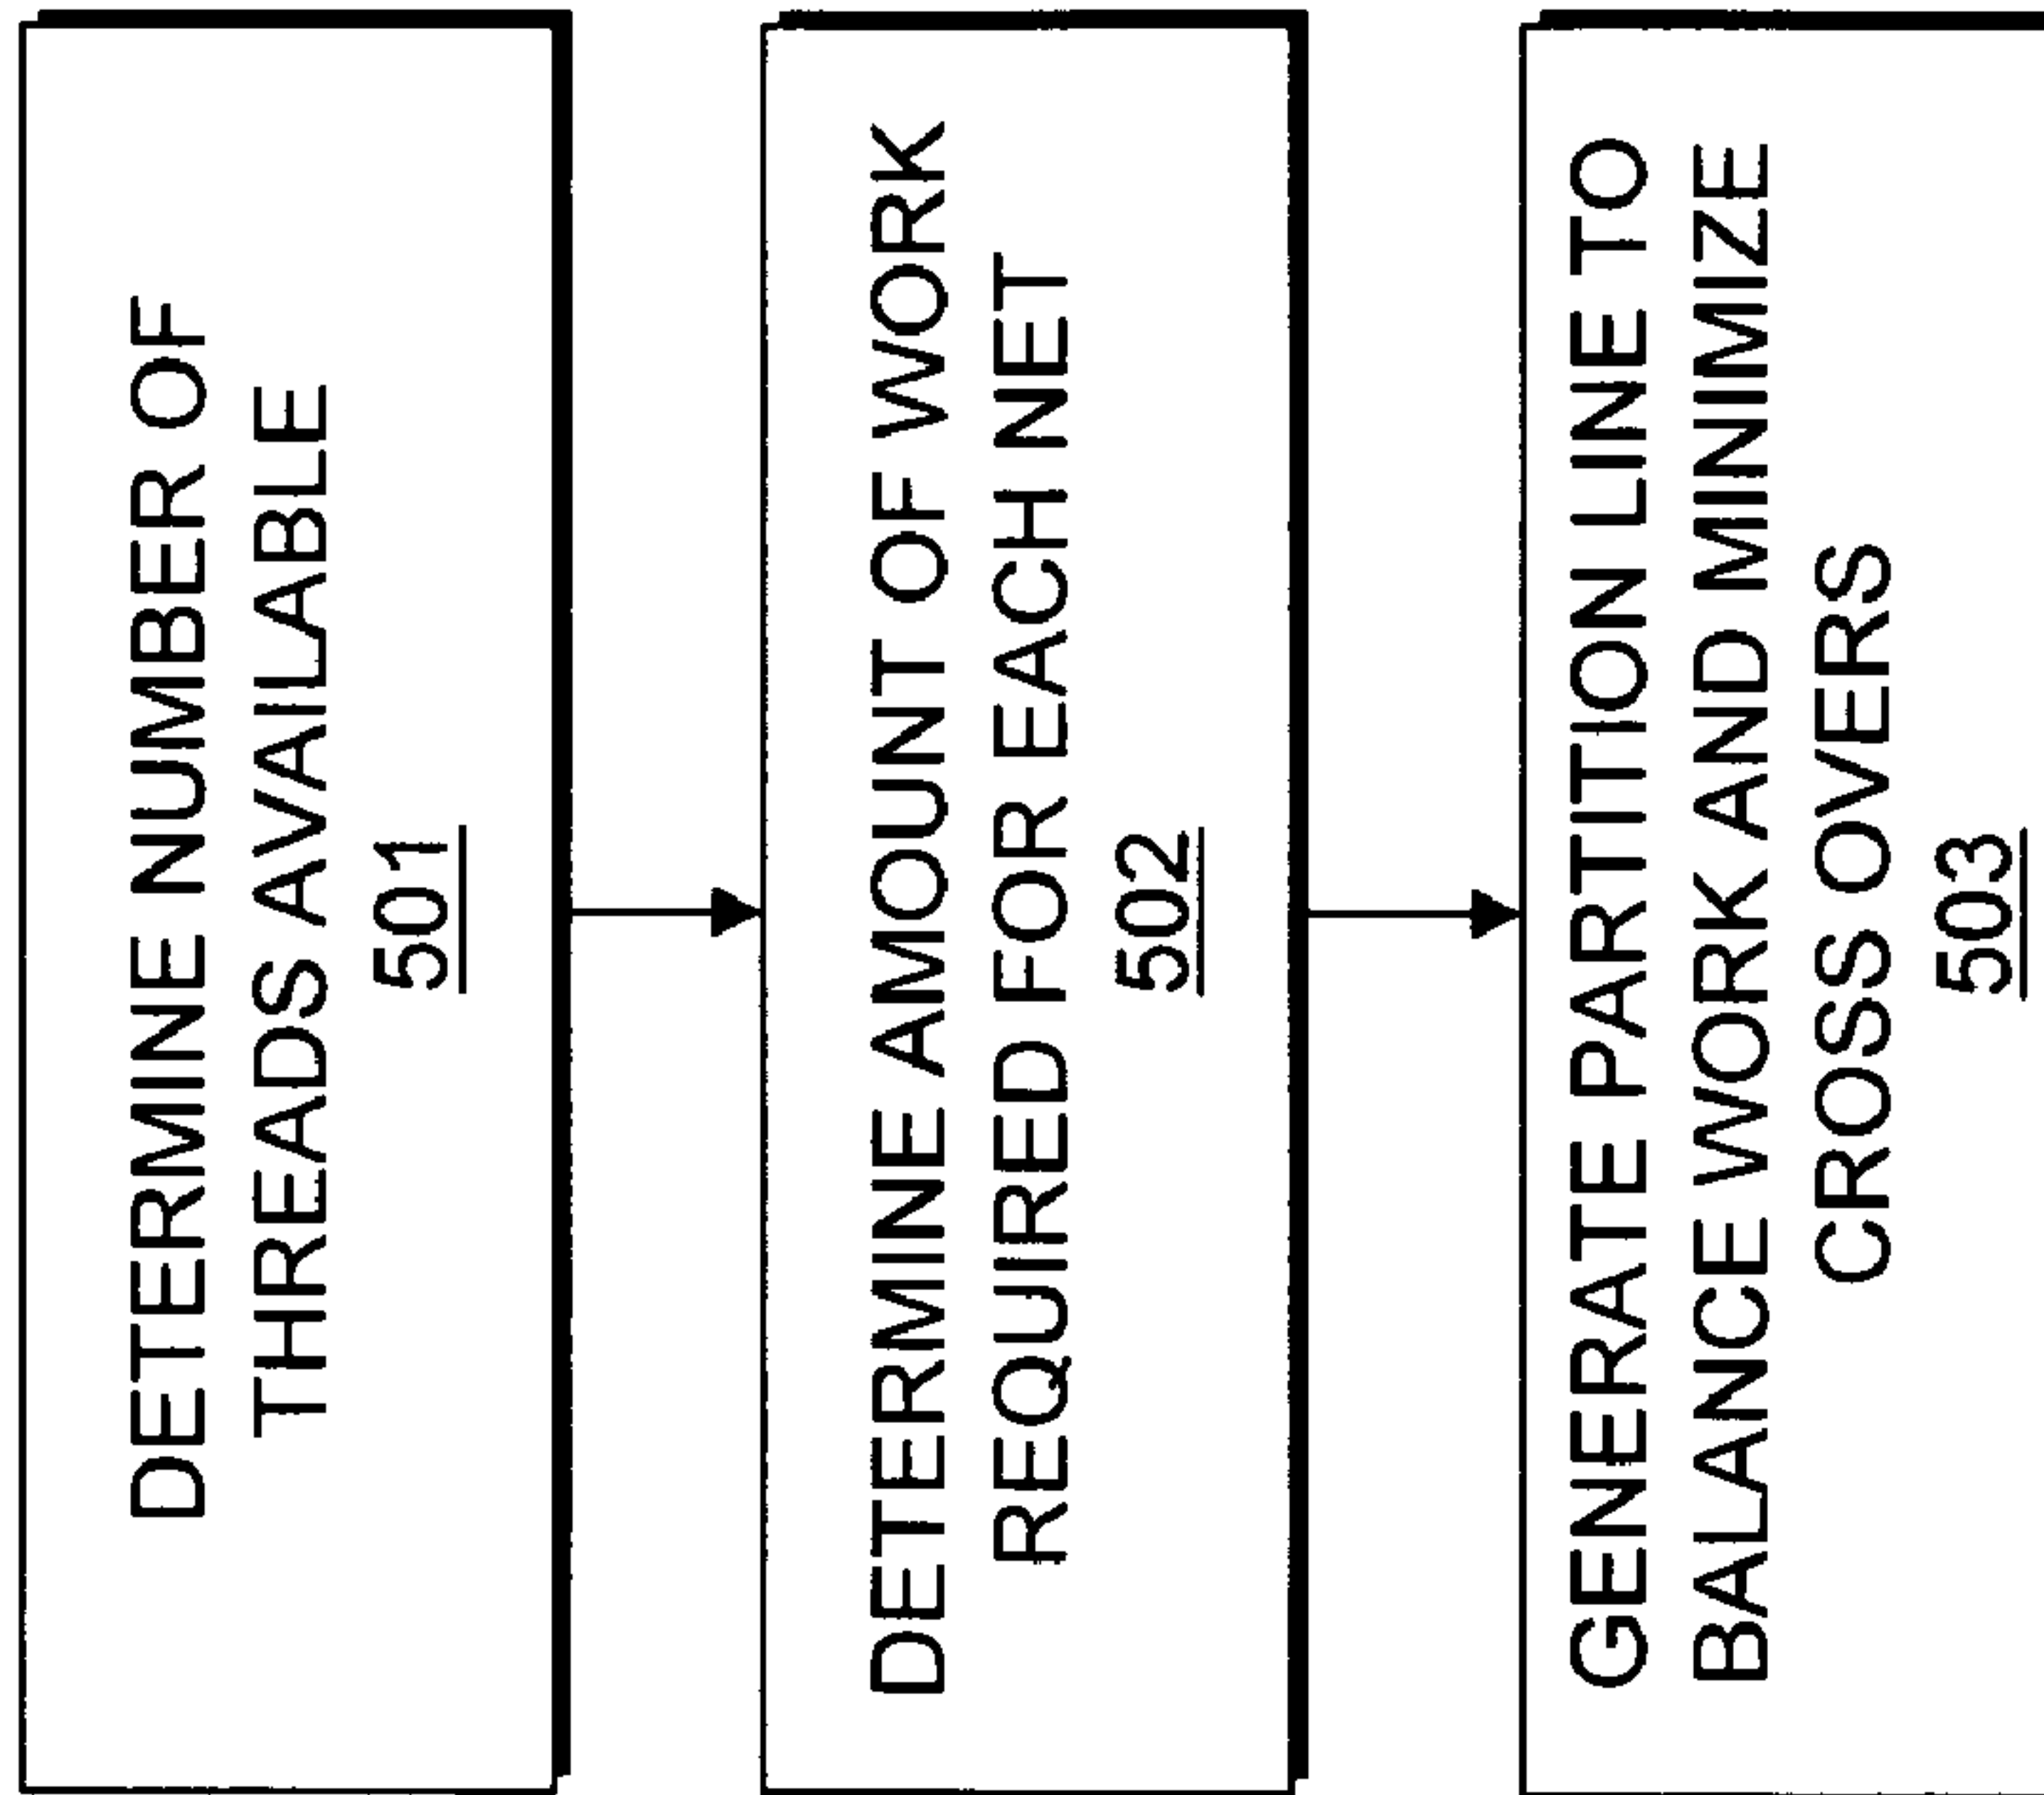 DETERMINE NUMBER OF
THREADS AVAILABLE
501
DETERMINE AMOUNT OF WORK
REQUIRED FOR EACH NET
502
GENERATE PARTITION LINE TO
BALANCE WORK AND MINIMIZE
CROSS OVERS
503